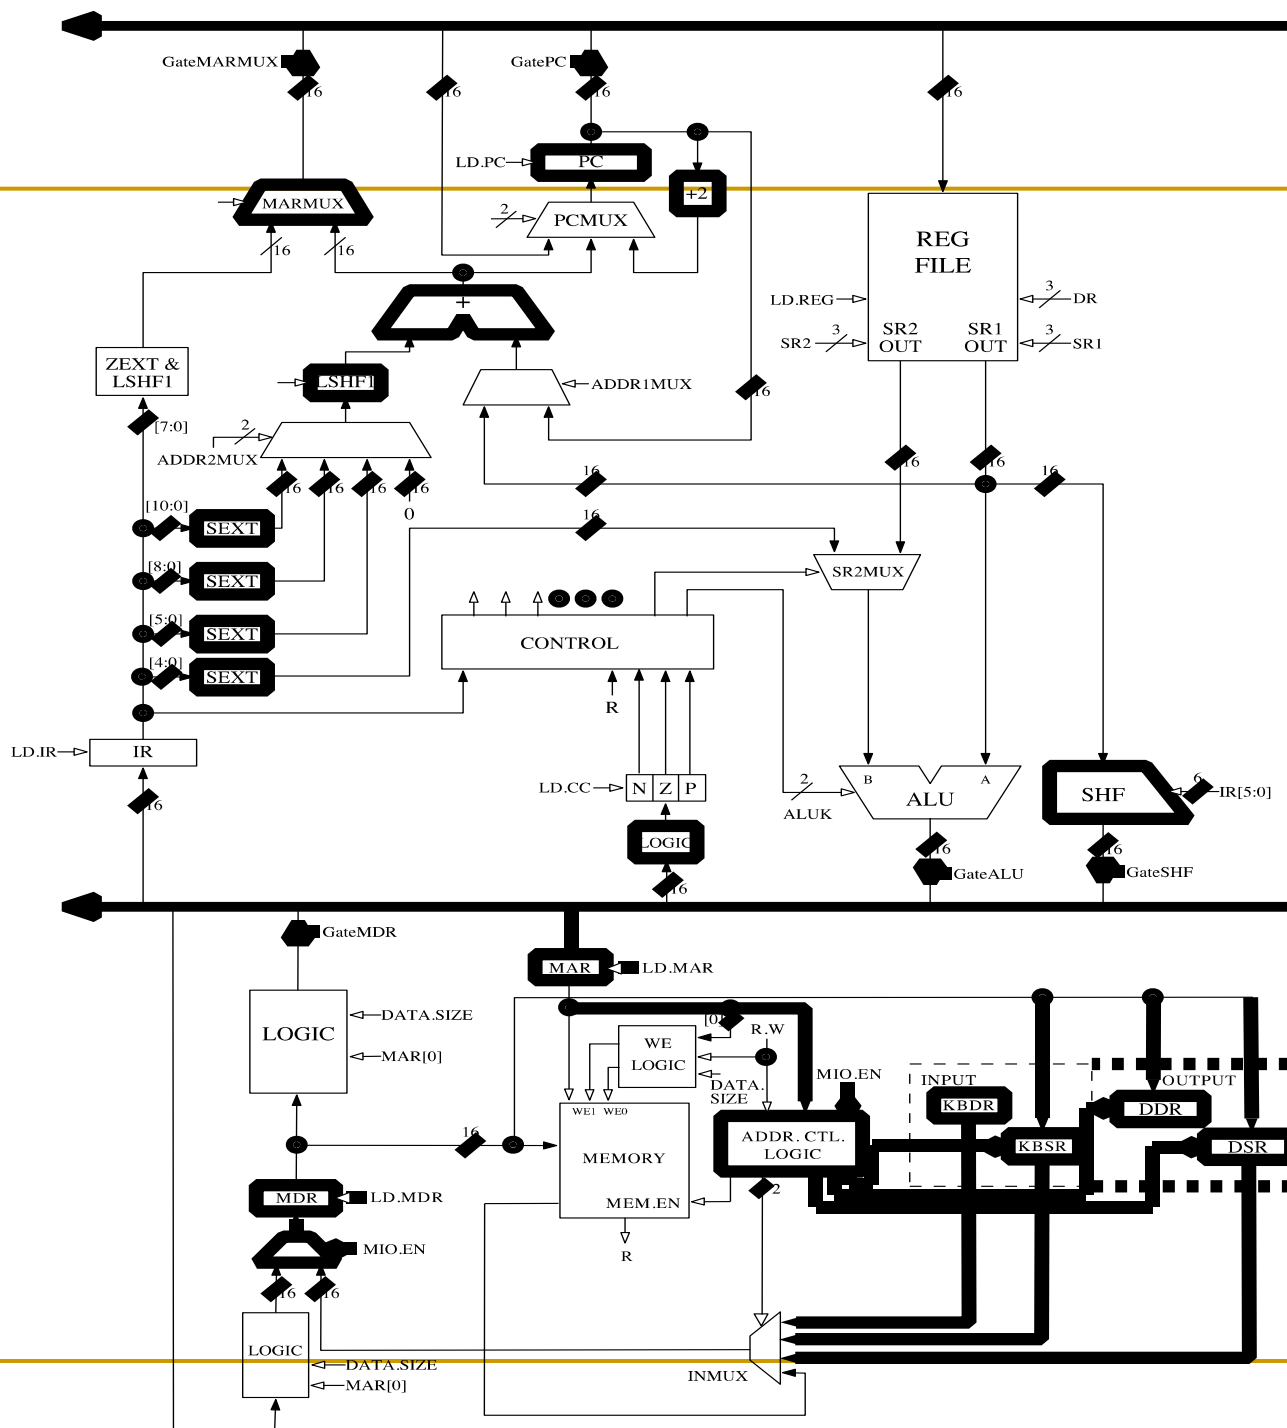 GateMARMUX
GatePC
16
16
16
16
LD.PC
PC
MARMUX
2
PCMUX
+2
16
16
REG
FILE
+
LD.REG
3
DR
SR2
3
SR2
OUT
SR1
OUT
3
SR1
ZEXT &
LSHF1
LSHF1
ADDR1MUX
16
[7:0]
2
ADDR2MUX
16
16
16
16
0
16
16
16
16
[10:0]
SEXT
16
[8:0]
SEXT
SR2MUX
[5:0]
SEXT
CONTROL
[4:0]
SEXT
R
LD.IR
IR
16
LD.CC
N
Z
P
2
ALUK
B
A
ALU
SHF
6
IR[5:0]
LOGIC
16
16
16
GateALU
GateSHF
GateMDR
MAR
LD.MAR
LOGIC
DATA.SIZE
MAR[0]
[0]
R.W
WE
LOGIC
DATA.
SIZE
MIO.EN
INPUT
OUTPUT
KBDR
DDR
WE1
WE0
16
MEMORY
MEM.EN
ADDR. CTL.
LOGIC
KBSR
DSR
2
MDR
LD.MDR
R
MIO.EN
16
16
LOGIC
DATA.SIZE
MAR[0]
INMUX